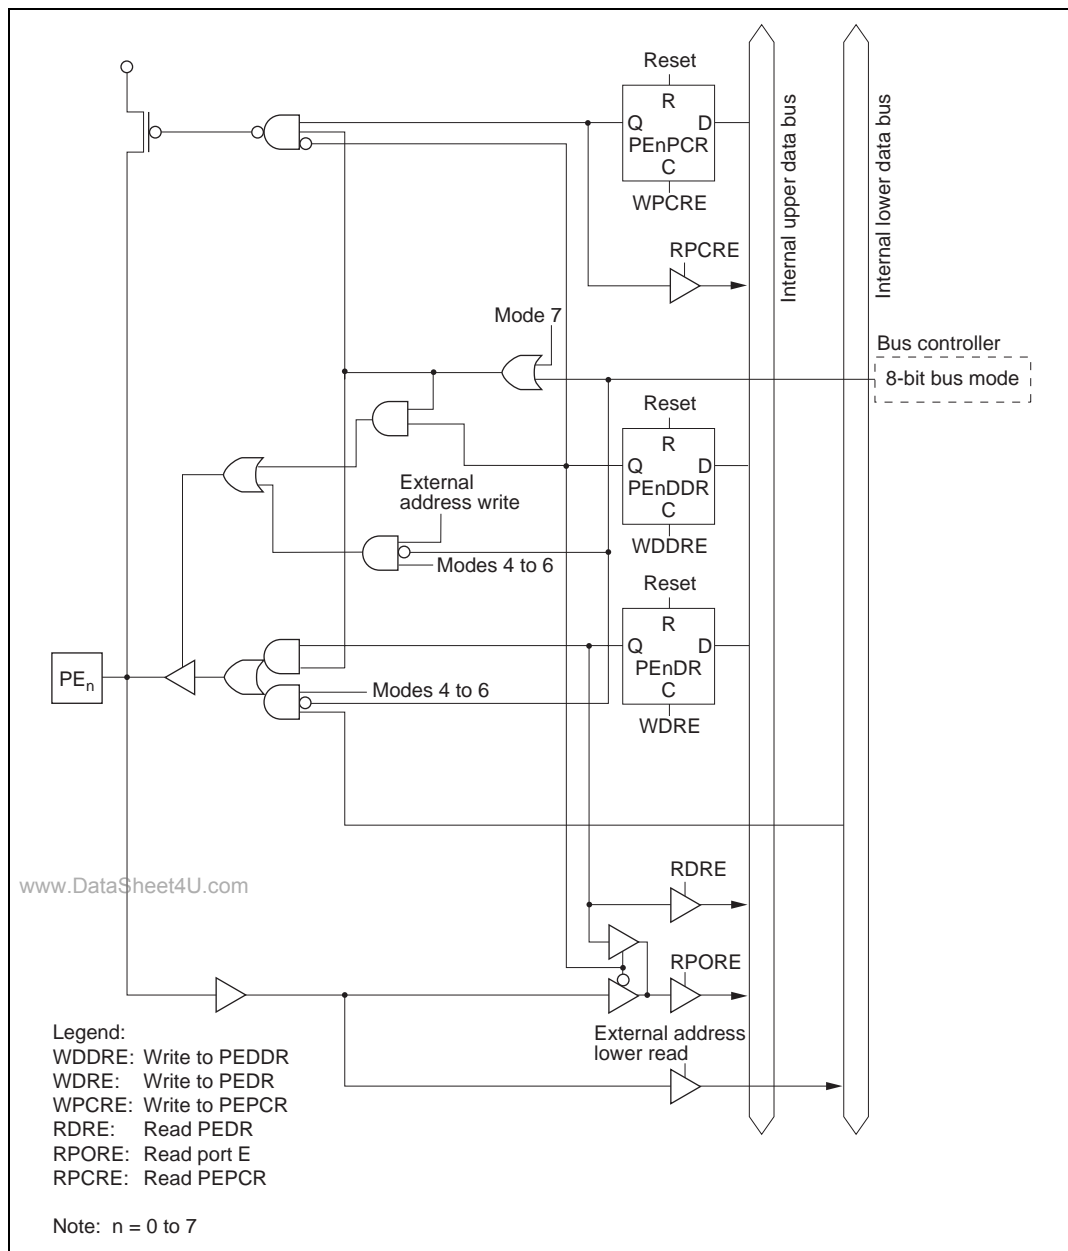 Reset
R
Q D
PEnPCR
C
WPCRE
Internal upper data bus
Internal lower data bus
RPCRE
Mode 7
Bus controller
8-bit bus mode
Reset
R
Q D
PEnDDR
C
WDDRE
External
address write
Modes 4 to 6
Reset
R
Q D
PEnDR
C
WDRE
PEn
Modes 4 to 6
www.DataSheet4U.com
RDRE
RPORE
External address
lower read
Legend:
WDDRE: Write to PEDDR
WDRE: Write to PEDR
WPCRE: Write to PEPCR
RDRE: Read PEDR
RPORE: Read port E
RPCRE: Read PEPCR
Note: n = 0 to 7